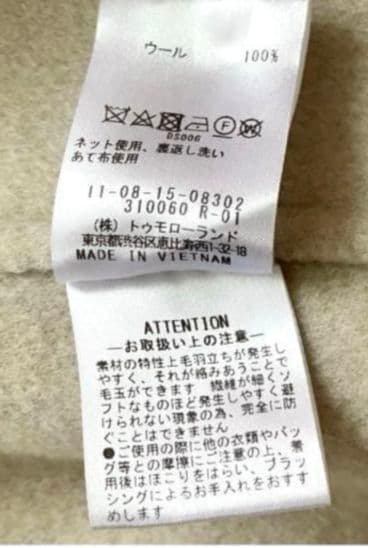 ウール 100%
F W
DS006
ネット使用、裏返し洗い
あて布使用
11-08-15-08302
310060 R-01
(株)トゥモローランド
東京都渋谷区恵比寿西1-32-18
MADE IN VIETNAM
ATTENTION
―お取扱い上の注意―
素材の特性上毛羽立ちが発生し
やすく、それが絡みあうことで
毛玉ができます 繊維が細くソ
フトなものほど発生しやすく避
けられない現象の為、完全に防
ぐことはできません
●ご使用の際に他の衣類やバッ
グ等との摩擦にご注意の上、着
用後はほこりをはらい、ブラッ
シングによるお手入れをおすす
めします